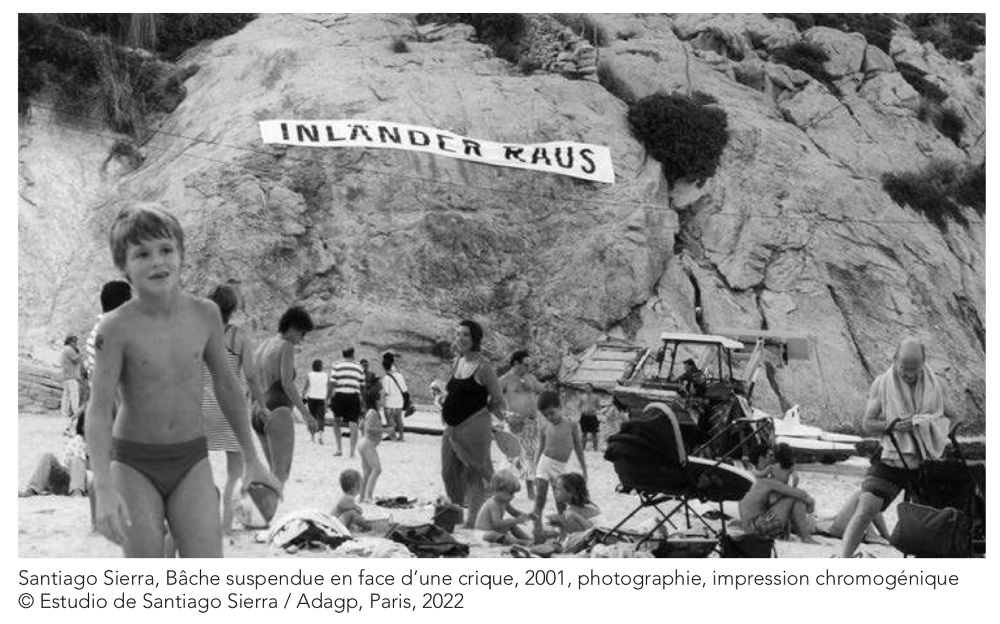 INLÄNDER RAUS
Santiago Sierra, Bâche suspendue en face d’une crique, 2001, photographie, impression chromogénique
© Estudio de Santiago Sierra / Adagp, Paris, 2022